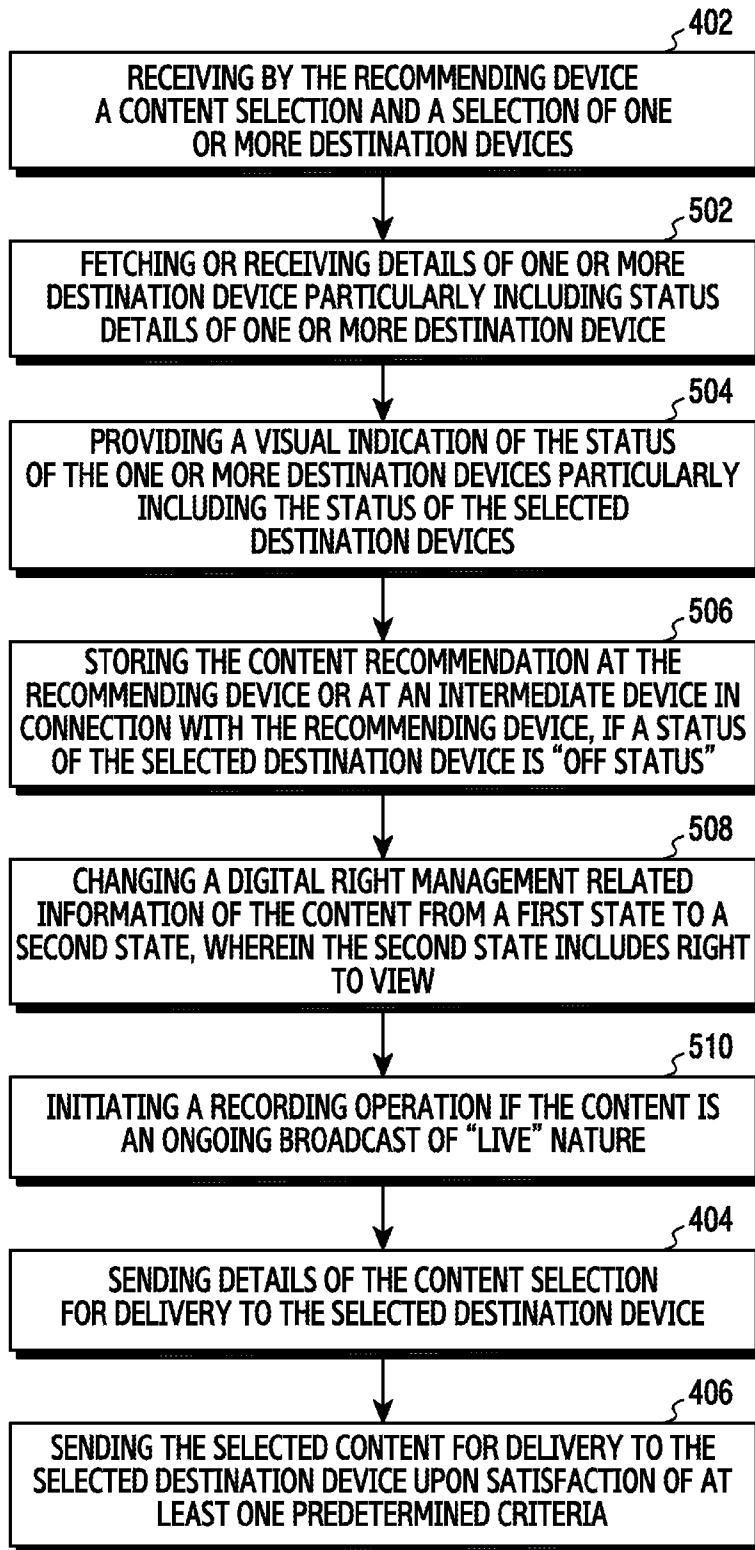 402
RECEIVING BY THE RECOMMENDING DEVICE
A CONTENT SELECTION AND A SELECTION OF ONE
OR MORE DESTINATION DEVICES
502
FETCHING OR RECEIVING DETAILS OF ONE OR MORE
DESTINATION DEVICE PARTICULARLY INCLUDING STATUS
DETAILS OF ONE OR MORE DESTINATION DEVICE
504
PROVIDING A VISUAL INDICATION OF THE STATUS
OF THE ONE OR MORE DESTINATION DEVICES PARTICULARLY
INCLUDING THE STATUS OF THE SELECTED
DESTINATION DEVICES
506
STORING THE CONTENT RECOMMENDATION AT THE
RECOMMENDING DEVICE OR AT AN INTERMEDIATE DEVICE IN
CONNECTION WITH THE RECOMMENDING DEVICE, IF A STATUS
OF THE SELECTED DESTINATION DEVICE IS “OFF STATUS”
508
CHANGING A DIGITAL RIGHT MANAGEMENT RELATED
INFORMATION OF THE CONTENT FROM A FIRST STATE TO A
SECOND STATE, WHEREIN THE SECOND STATE INCLUDES RIGHT
TO VIEW
510
INITIATING A RECORDING OPERATION IF THE CONTENT IS
AN ONGOING BROADCAST OF “LIVE” NATURE
404
SENDING DETAILS OF THE CONTENT SELECTION
FOR DELIVERY TO THE SELECTED DESTINATION DEVICE
406
SENDING THE SELECTED CONTENT FOR DELIVERY TO THE
SELECTED DESTINATION DEVICE UPON SATISFACTION OF AT
LEAST ONE PREDETERMINED CRITERIA